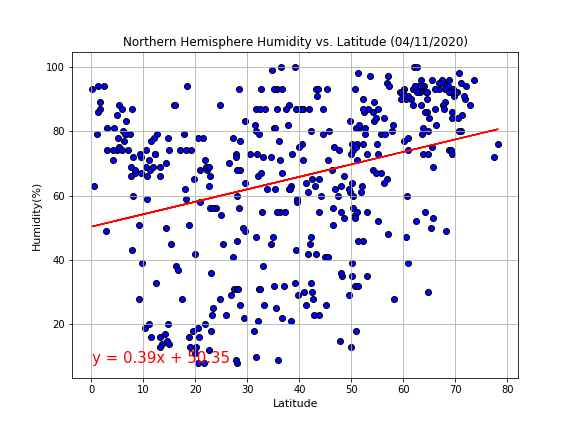 Northern Hemisphere Humidity vs. Latitude (04/11/2020)
100
80
60
40
20
Humidity(%)
y = 0.39x + 50.35
0 10 20 30 40 50 60 70 80
Latitude